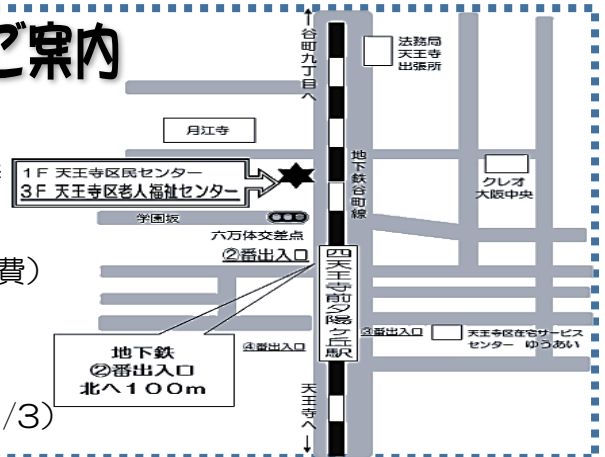 ご案内
↑谷町九丁目へ
法務局
天王寺
出張所
月江寺
1F 天王寺区民センター
3F 天王寺区老人福祉センター
地下鉄谷町線
クレオ
大阪中央
学園坂
六万体交差点
②番出入口
費)
四天王寺前夕陽ヶ丘駅
地下鉄
②番出入口
北へ100m
④番出入口
③番出入口
天王寺区在宅サービス
センター ゆうあい
/3)
天王寺へ↓